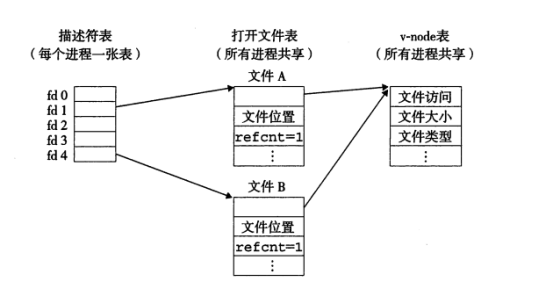 描述符表
（每个进程一张表）
打开文件表
（所有进程共享）
v-node表
（所有进程共享）
fd 0
fd 1
fd 2
fd 3
fd 4
文件 A
文件位置
refcnt=1
⋮
文件 B
文件位置
refcnt=1
⋮
文件访问
文件大小
文件类型
⋮